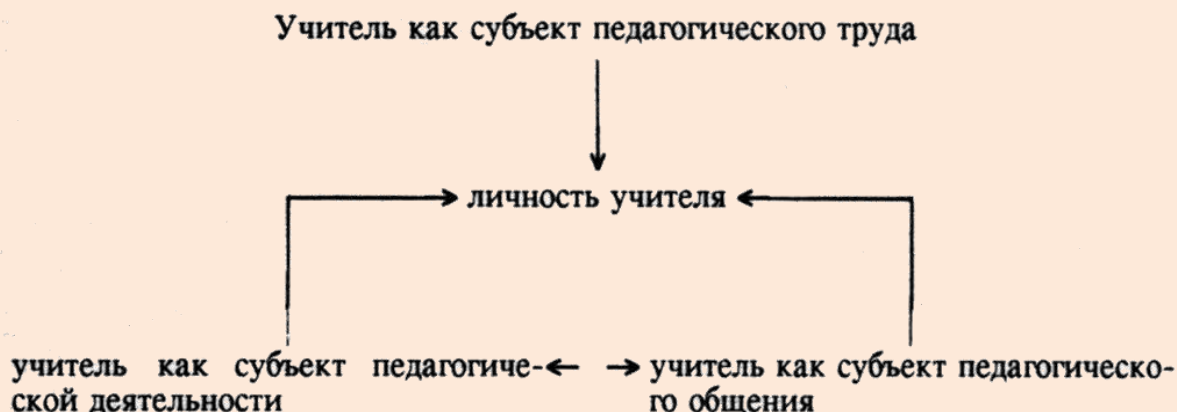 Учитель как субъект педагогического труда
личность учителя
учитель как субъект педагогиче-
ской деятельности
учитель как субъект педагогическо-
го общения